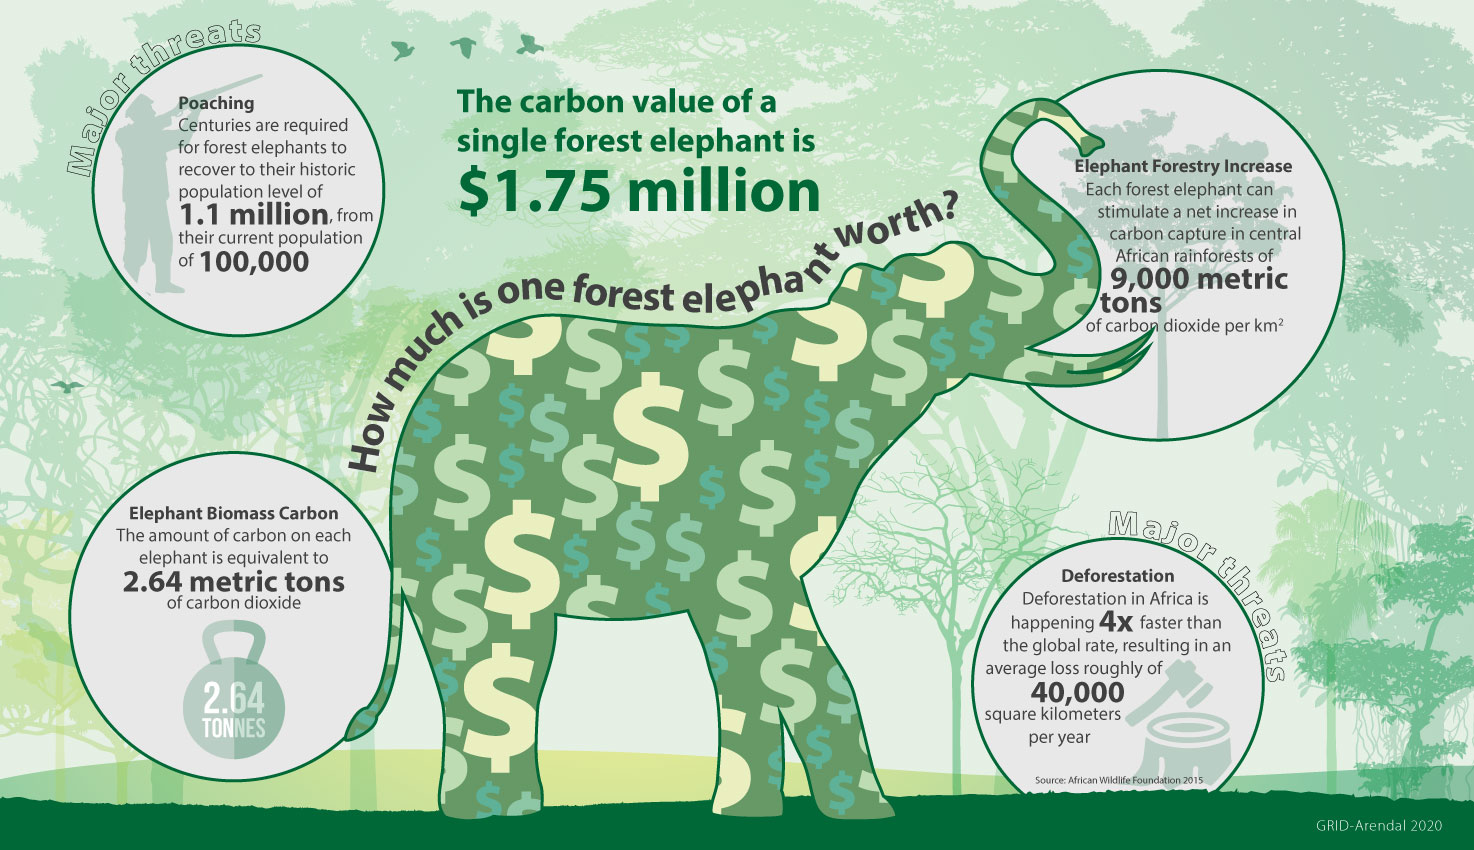 Major threats
Poaching
Centuries are required
for forest elephants to
recover to their historic
population level of
1.1 million, from
their current population
of 100,000
The carbon value of a
single forest elephant is
$1.75 million
How much is one forest elephant worth?
Elephant Forestry Increase
Each forest elephant can
stimulate a net increase in
carbon capture in central
African rainforests of
9,000 metric
tons
of carbon dioxide per km²
Elephant Biomass Carbon
The amount of carbon on each
elephant is equivalent to
2.64 metric tons
of carbon dioxide
2.64
TONNES
Major threats
Deforestation
Deforestation in Africa is
happening 4x faster than
the global rate, resulting in an
average loss roughly of
40,000
square kilometers
per year
Source: African Wildlife Foundation 2015
GRID-Arendal 2020